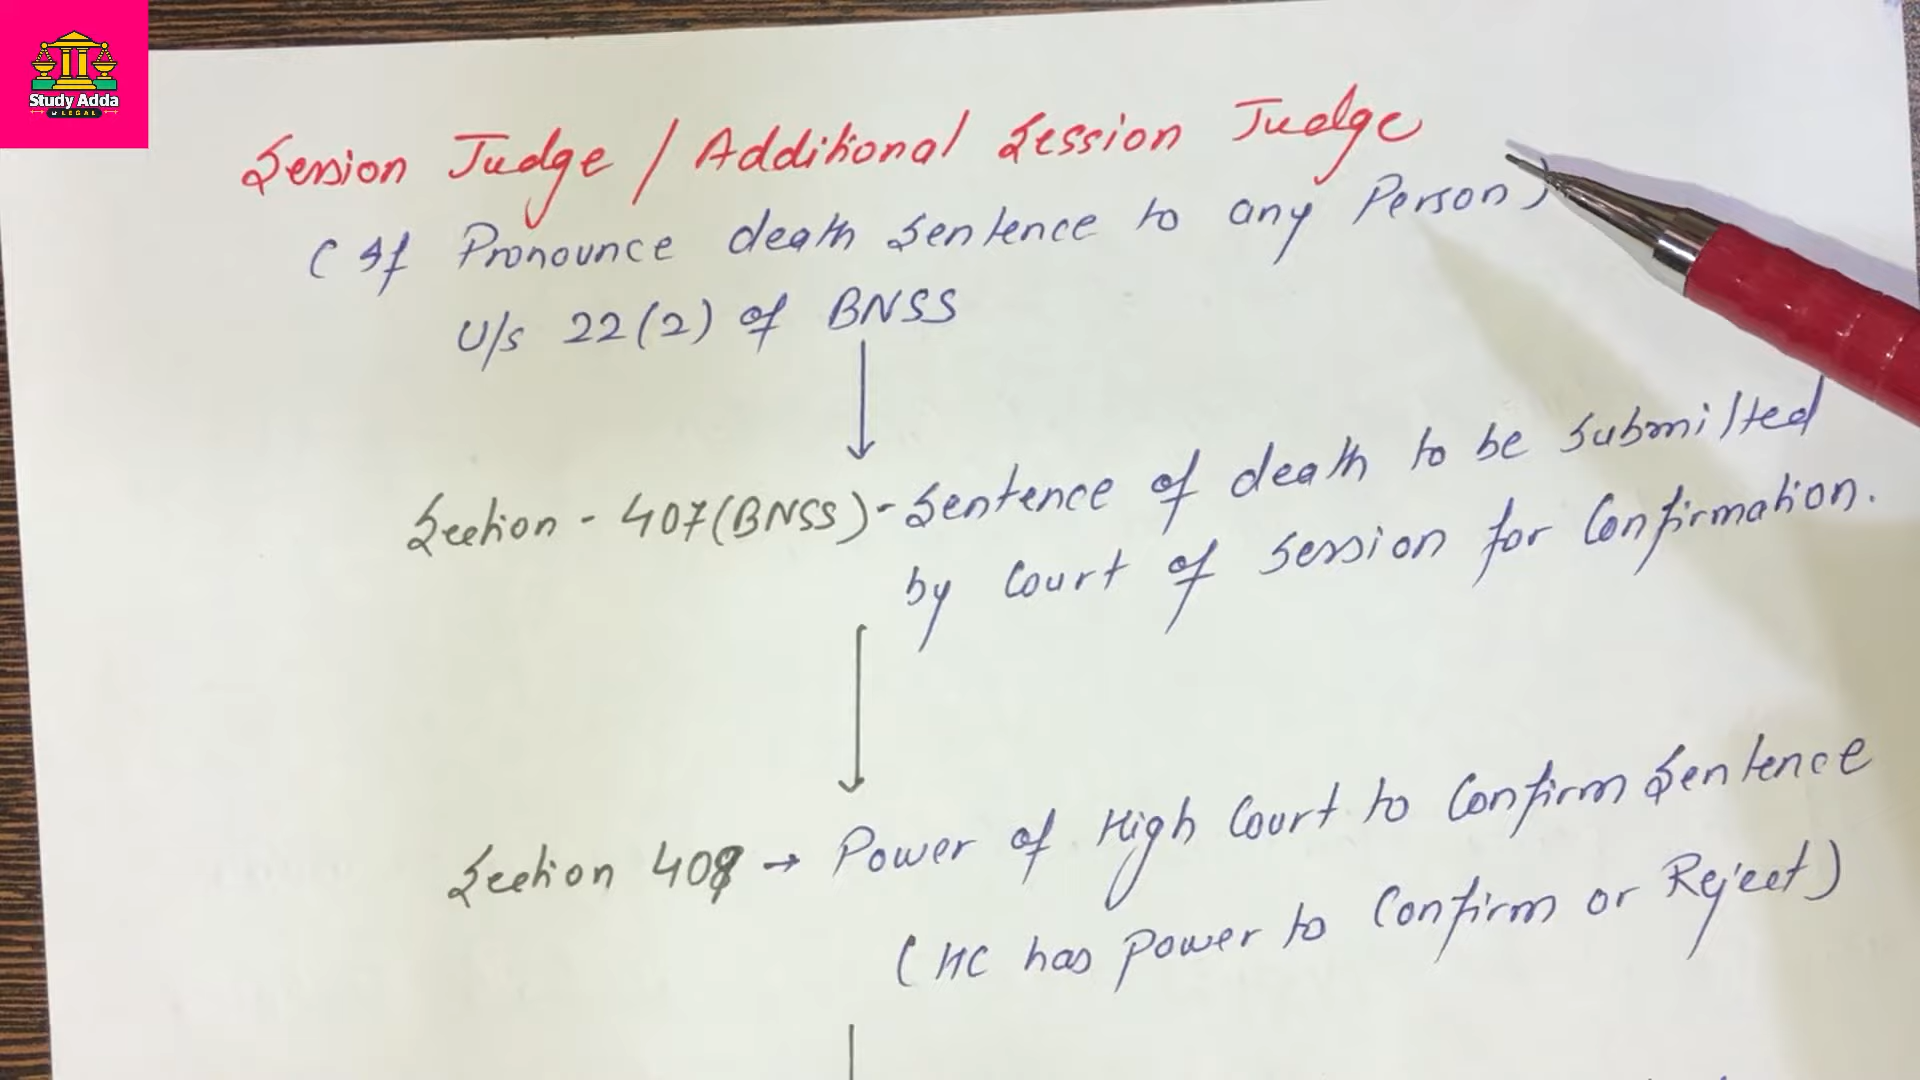 Study Adda
LEGAL
Session Judge / Additional Session Judge
(If Pronounce death Sentence to any Person)
U/s 22(2) of BNSS
Section - 407(BNSS) - Sentence of death to be Submitted
by Court of Session for Confirmation.
Section 409 → Power of High Court to Confirm Sentence
(HC has Power to Confirm or Reject)